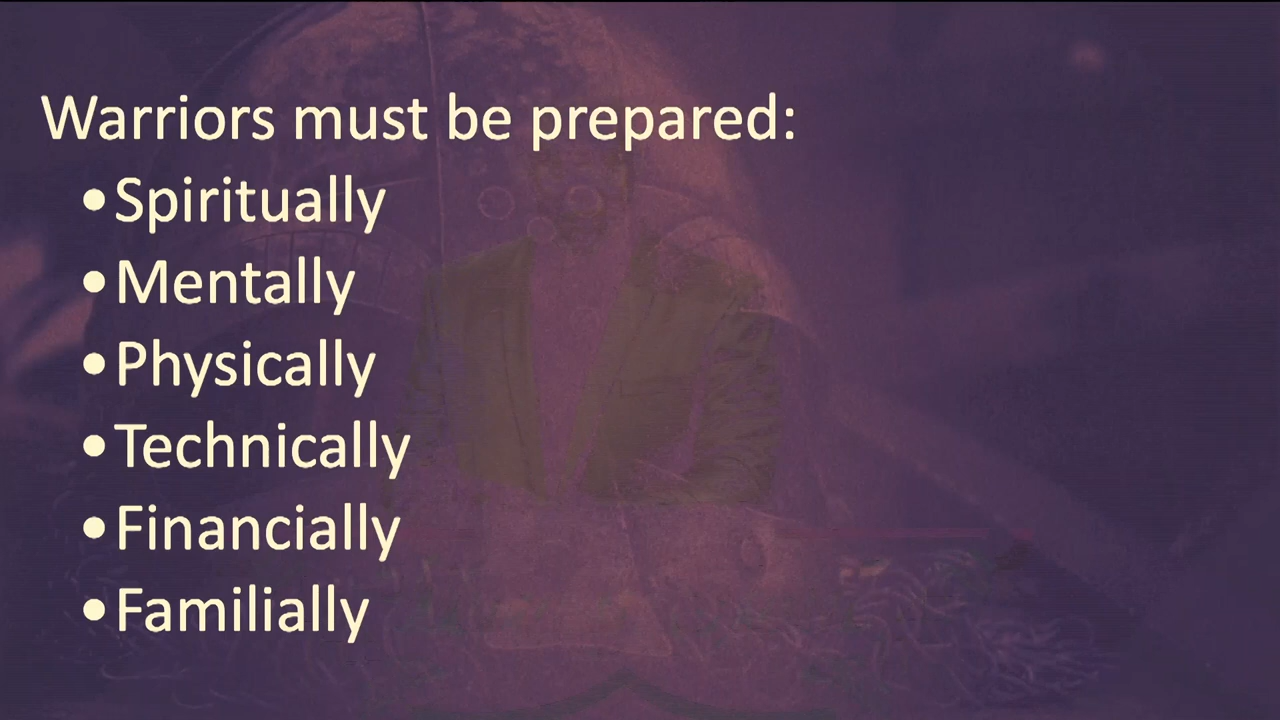 Warriors must be prepared:
•Spiritually
•Mentally
•Physically
•Technically
•Financially
•Familially